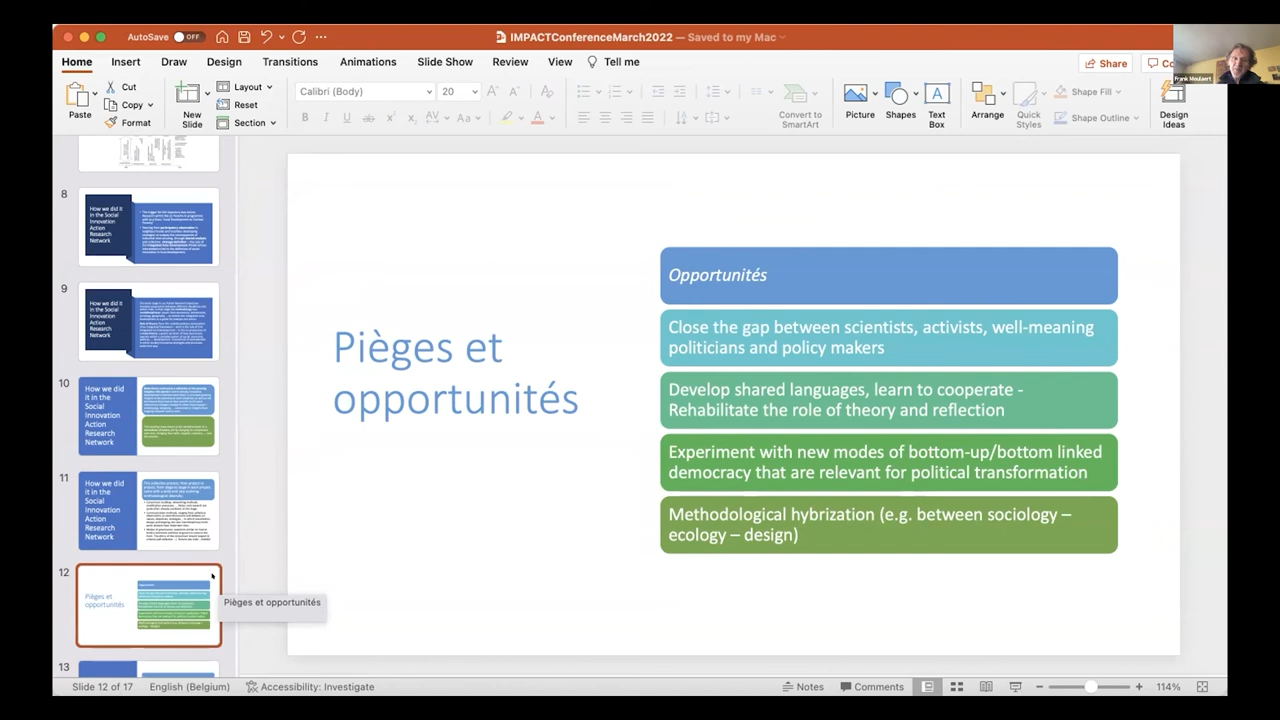 AutoSave OFF
IMPACTConferenceMarch2022 — Saved to my Mac
Home Insert Draw Design Transitions Animations Slide Show Review View Tell me
Share
Frank Moulaert
Paste
Cut
Copy
Format
New
Slide
Layout
Reset
Section
Calibri (Body) 20
Convert to
SmartArt
Picture
Shapes
Text
Box
Arrange
Quick
Styles
Shape Fill
Shape Outline
Design
Ideas
8
How we did it
in the Social
Innovation
Action
Research
Network
9
How we did it
in the Social
Innovation
Action
Research
Network
10
How we did
it in the
Social
Innovation
Action
Research
Network
11
How we did
it in the
Social
Innovation
Action
Research
Network
12
Pièges et
opportunités
Pièges et opportunités
13
Pièges et
opportunités
Opportunités
Close the gap between scientists, activists, well-meaning
politicians and policy makers
Develop shared languages, learn to cooperate -
Rehabilitate the role of theory and reflection
Experiment with new modes of bottom-up/bottom linked
democracy that are relevant for political transformation
Methodological hybrization (e.g. between sociology –
ecology – design)
Slide 12 of 17 English (Belgium) Accessibility: Investigate
Notes Comments 114%